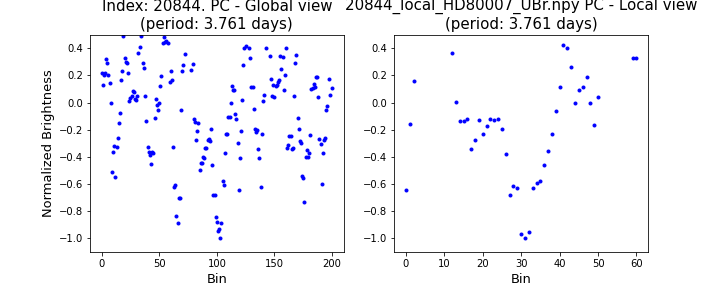 Index: 20844. PC - Global view
(period: 3.761 days)
20844_local_HD80007_UBr.npy PC - Local view
(period: 3.761 days)
Normalized Brightness
0.4
0.2
0.0
−0.2
−0.4
−0.6
−0.8
−1.0
0 50 100 150 200
Bin
0.4
0.2
0.0
−0.2
−0.4
−0.6
−0.8
−1.0
0 10 20 30 40 50 60
Bin